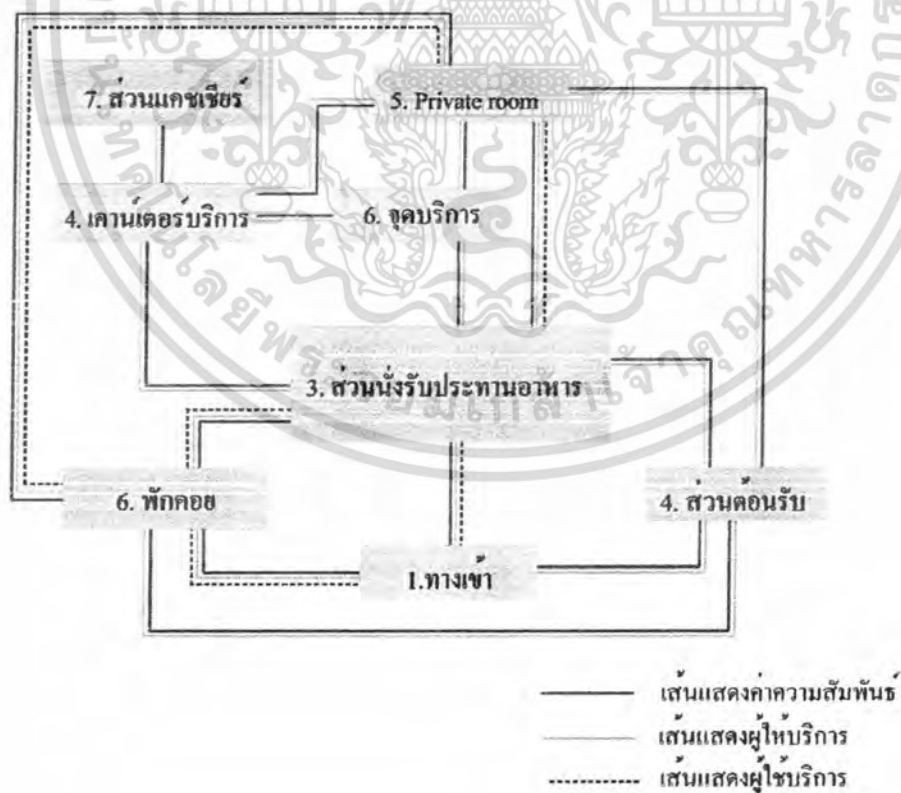 7. ส่วนแคชเชียร์
5. Private room
4. เคาน์เตอร์บริการ
6. จุดบริการ
3. ส่วนนั่งรับประทานอาหาร
6. พักคอย
4. ส่วนต้อนรับ
1.ทางเข้า
เส้นแสดงค่าความสัมพันธ์
เส้นแสดงผู้ให้บริการ
เส้นแสดงผู้ใช้บริการ